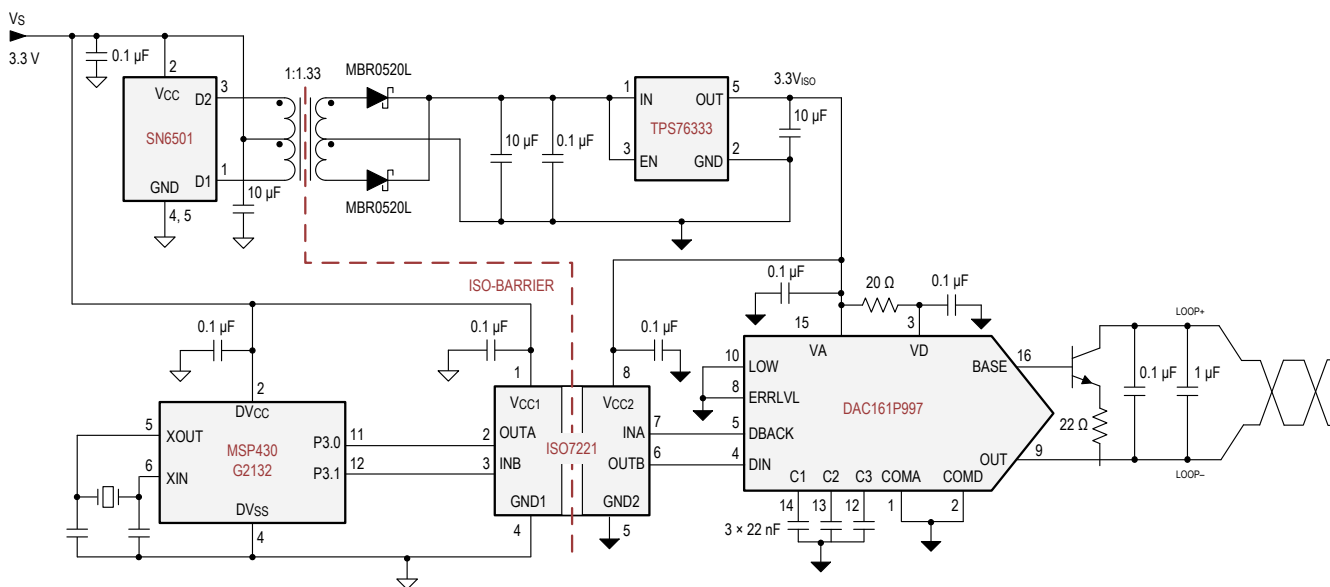 VS
3.3 V
0.1 µF
2
VCC
D2
3
SN6501
D1
1
GND
4, 5
10 µF
1:1.33
MBR0520L
MBR0520L
10 µF
0.1 µF
1
IN
OUT
5
TPS76333
3
EN
GND
2
3.3VISO
10 µF
ISO-BARRIER
0.1 µF
2
DVCC
5
XOUT
6
XIN
MSP430
G2132
P3.0
11
P3.1
12
DVSS
4
0.1 µF
1
VCC1
2
OUTA
3
INB
GND1
4
ISO7221
0.1 µF
8
VCC2
INA
7
OUTB
6
GND2
5
0.1 µF
20 Ω
0.1 µF
15
3
VA
VD
10
LOW
8
ERRLVL
5
DBACK
4
DIN
DAC161P997
BASE
16
OUT
9
C1
C2
C3
COMA
COMD
14
13
12
1
2
3 × 22 nF
22 Ω
0.1 µF
1 µF
LOOP+
LOOP–